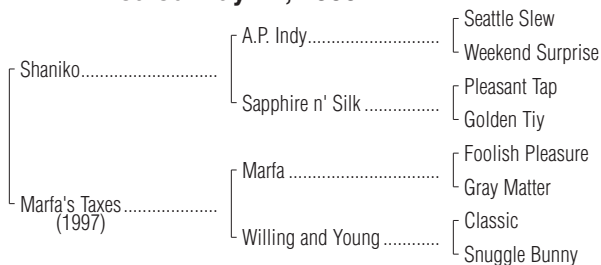 Seattle Slew
A.P. Indy
Weekend Surprise
Shaniko
Pleasant Tap
Sapphire n' Silk
Golden Tiy
Foolish Pleasure
Marfa
Gray Matter
Marfa's Taxes
(1997)
Classic
Willing and Young
Snuggle Bunny